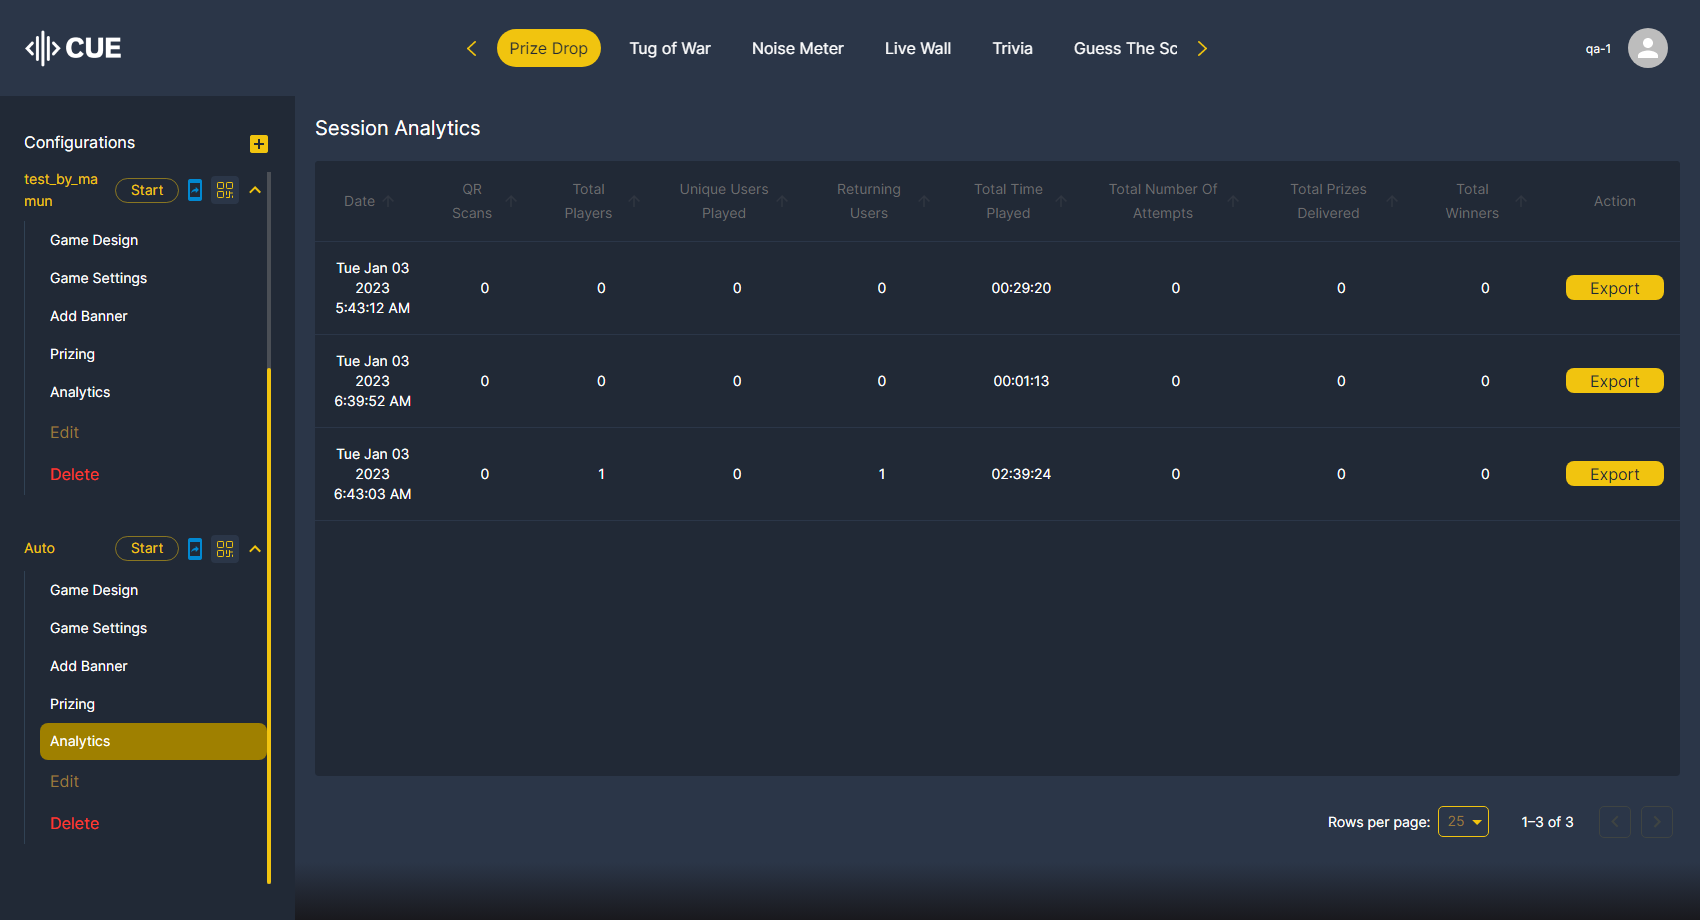 CUE
Prize Drop
Tug of War
Noise Meter
Live Wall
Trivia
Guess The Sc
qa-1
Configurations
test_by_ma
mun
Start
Game Design
Game Settings
Add Banner
Prizing
Analytics
Edit
Delete
Auto
Start
Game Design
Game Settings
Add Banner
Prizing
Analytics
Edit
Delete
Session Analytics
Date
QR
Scans
Total
Players
Unique Users
Played
Returning
Users
Total Time
Played
Total Number Of
Attempts
Total Prizes
Delivered
Total
Winners
Action
Tue Jan 03
2023
5:43:12 AM
0
0
0
0
00:29:20
0
0
0
Export
Tue Jan 03
2023
6:39:52 AM
0
0
0
0
00:01:13
0
0
0
Export
Tue Jan 03
2023
6:43:03 AM
0
1
0
1
02:39:24
0
0
0
Export
Rows per page:
25
1–3 of 3